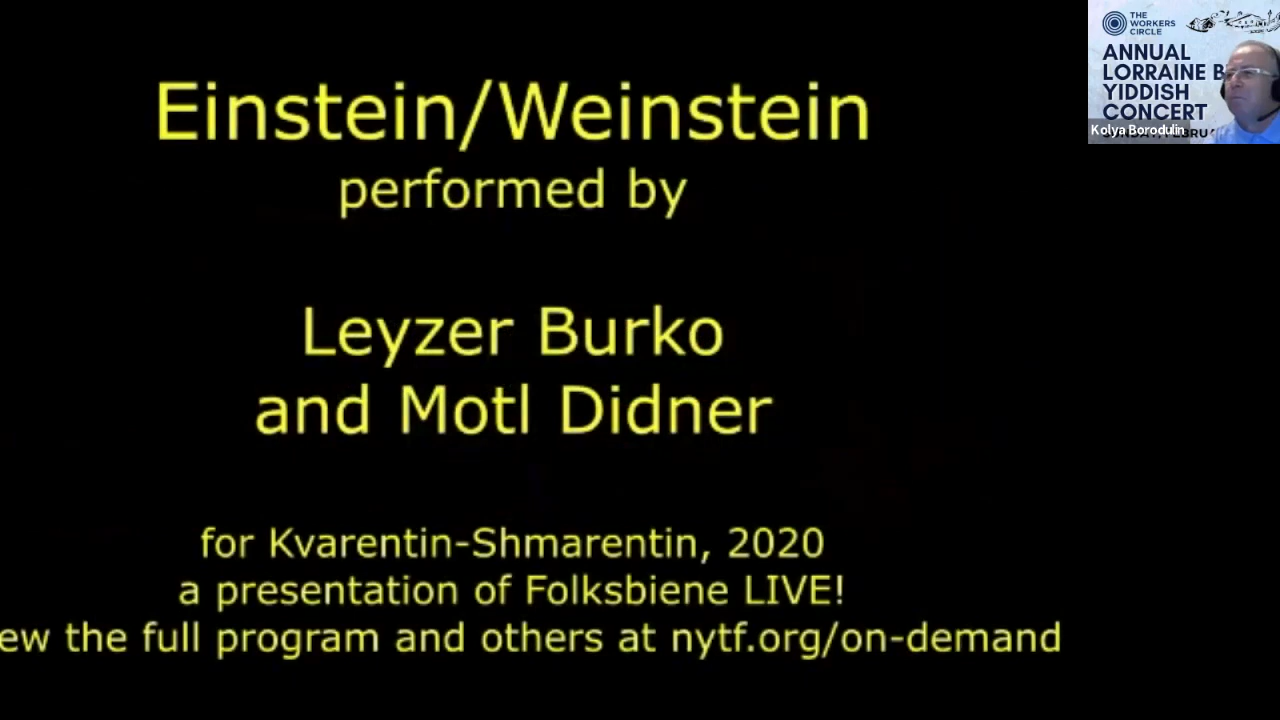 Einstein/Weinstein
performed by
Leyzer Burko
and Motl Didner
for Kvarentin-Shmarentin, 2020
a presentation of Folksbiene LIVE!
ew the full program and others at nytf.org/on-demand
THE
WORKERS
CIRCLE
ANNUAL
LORRAINE B
YIDDISH
CONCERT
Kolya Borodulin